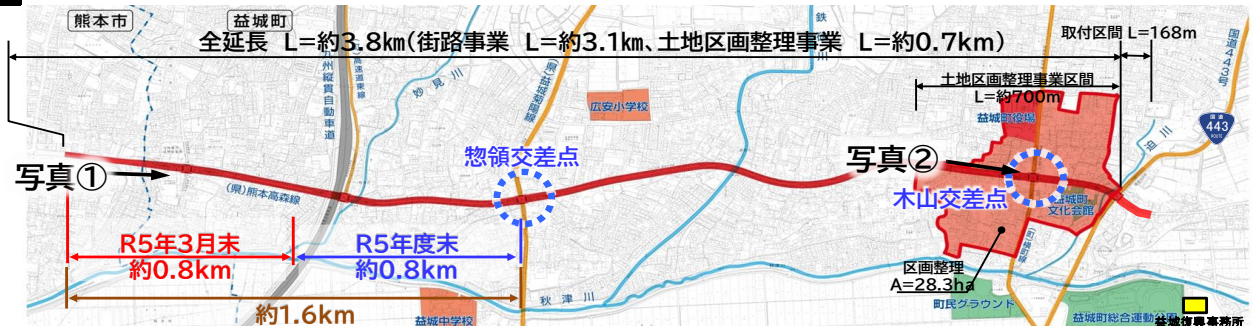 熊本市
益城町
全延長 L=約3.8km(街路事業 L=約3.1km、土地区画整理事業 L=約0.7km)
取付区間 L=168m
国道443号
九州縦貫自動車道
妙見川
(県)益城菊陽線
土地区画整理事業区間
L=約700m
広安小学校
益城町役場
国道
443
ROUTE
惣領交差点
写真②
写真①
(県)熊本高森線
木山交差点
益城町
文化会館
R5年3月末
約0.8km
R5年度末
約0.8km
区画整理
A=28.3ha
(町)横町線
秋津川
町民グラウンド
約1.6km
益城中学校
益城町総合運動公園
益城復興事務所